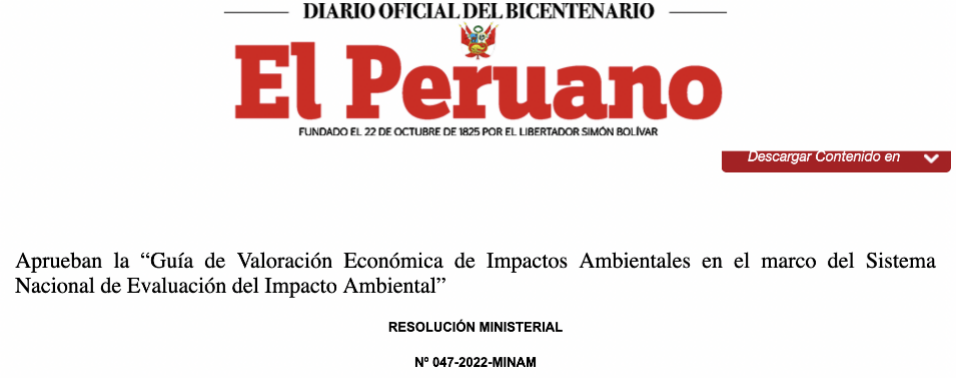 DIARIO OFICIAL DEL BICENTENARIO
El Peruano
FUNDADO EL 22 DE OCTUBRE DE 1825 POR EL LIBERTADOR SIMÓN BOLÍVAR
Descargar Contenido en
Aprueban la “Guía de Valoración Económica de Impactos Ambientales en el marco del Sistema
Nacional de Evaluación del Impacto Ambiental”
RESOLUCIÓN MINISTERIAL
Nº 047-2022-MINAM